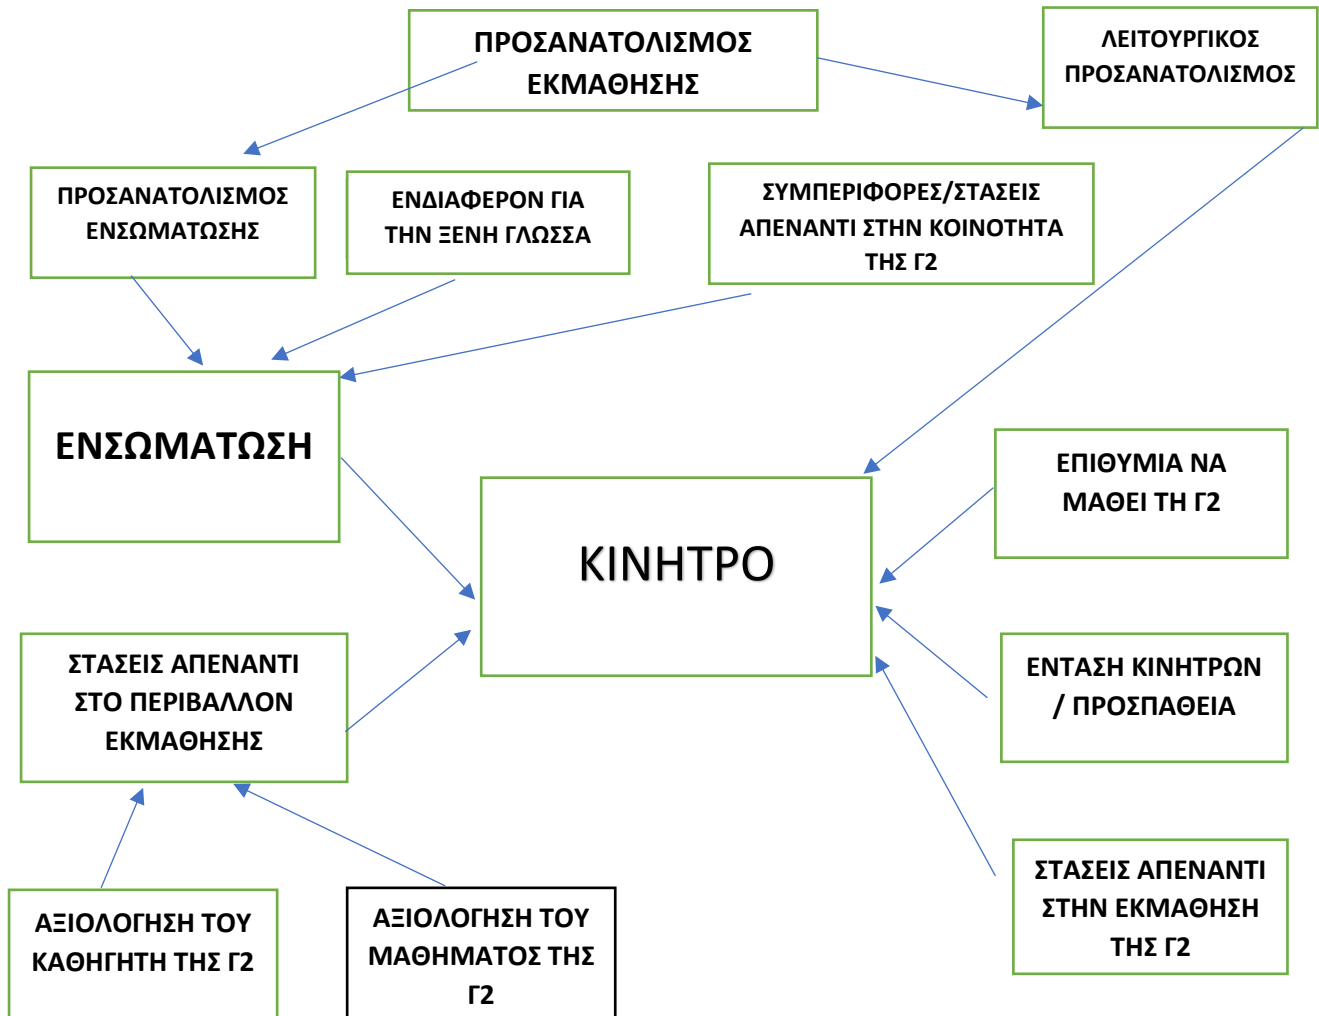 ΠΡΟΣΑΝΑΤΟΛΙΣΜΟΣ
ΕΚΜΑΘΗΣΗΣ
ΛΕΙΤΟΥΡΓΙΚΟΣ
ΠΡΟΣΑΝΑΤΟΛΙΣΜΟΣ
ΠΡΟΣΑΝΑΤΟΛΙΣΜΟΣ
ΕΝΣΩΜΑΤΩΣΗΣ
ΕΝΔΙΑΦΕΡΟΝ ΓΙΑ
ΤΗΝ ΞΕΝΗ ΓΛΩΣΣΑ
ΣΥΜΠΕΡΙΦΟΡΕΣ/ΣΤΑΣΕΙΣ
ΑΠΕΝΑΝΤΙ ΣΤΗΝ ΚΟΙΝΟΤΗΤΑ
ΤΗΣ Γ2
ΕΝΣΩΜΑΤΩΣΗ
ΚΙΝΗΤΡΟ
ΕΠΙΘΥΜΙΑ ΝΑ
ΜΑΘΕΙ ΤΗ Γ2
ΣΤΑΣΕΙΣ ΑΠΕΝΑΝΤΙ
ΣΤΟ ΠΕΡΙΒΑΛΛΟΝ
ΕΚΜΑΘΗΣΗΣ
ΕΝΤΑΣΗ ΚΙΝΗΤΡΩΝ
/ ΠΡΟΣΠΑΘΕΙΑ
ΑΞΙΟΛΟΓΗΣΗ ΤΟΥ
ΚΑΘΗΓΗΤΗ ΤΗΣ Γ2
ΑΞΙΟΛΟΓΗΣΗ ΤΟΥ
ΜΑΘΗΜΑΤΟΣ ΤΗΣ
Γ2
ΣΤΑΣΕΙΣ ΑΠΕΝΑΝΤΙ
ΣΤΗΝ ΕΚΜΑΘΗΣΗ
ΤΗΣ Γ2